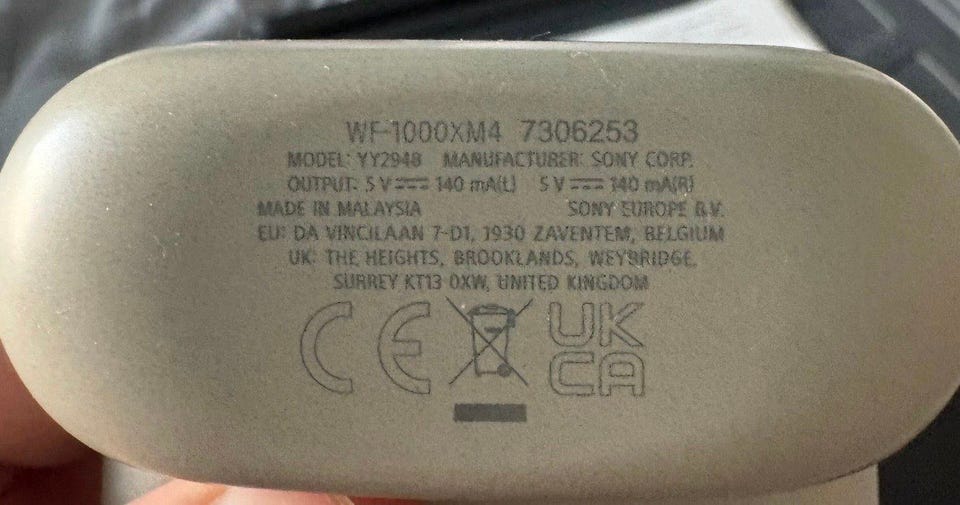 WF-1000XM4 7306253
MODEL: YY2948 MANUFACTURER: SONY CORP.
OUTPUT: 5 V⎓ 140 mA(L) 5 V⎓ 140 mA(R)
MADE IN MALAYSIA SONY EUROPE B.V.
EU: DA VINCILAAN 7-D1, 1930 ZAVENTEM, BELGIUM
UK: THE HEIGHTS, BROOKLANDS, WEYBRIDGE,
SURREY KT13 0XW, UNITED KINGDOM
CE UK
CA